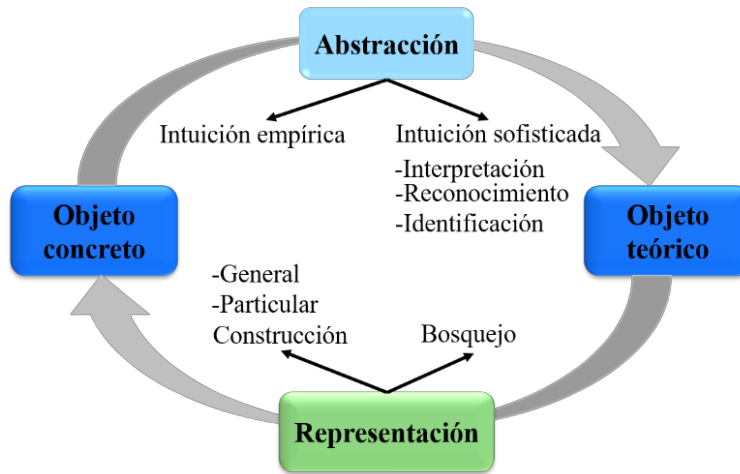 Abstracción
Intuición empírica
Intuición sofisticada
-Interpretación
-Reconocimiento
-Identificación
Objeto
concreto
Objeto
teórico
-General
-Particular
Construcción
Bosquejo
Representación